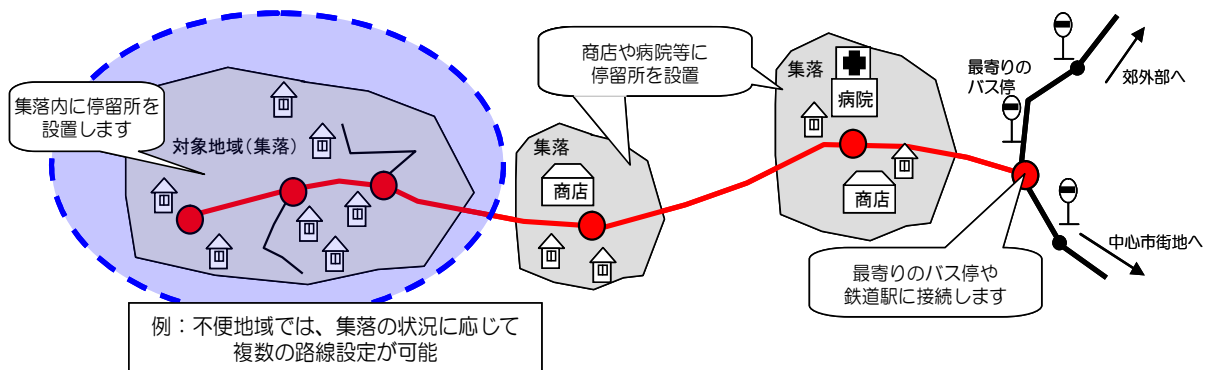 集落内に停留所を
設置します
対象地域(集落)
商店や病院等に
停留所を設置
集落
商店
集落
病院
商店
最寄りの
バス停
郊外部へ
中心市街地へ
最寄りのバス停や
鉄道駅に接続します
例：不便地域では、集落の状況に応じて
複数の路線設定が可能